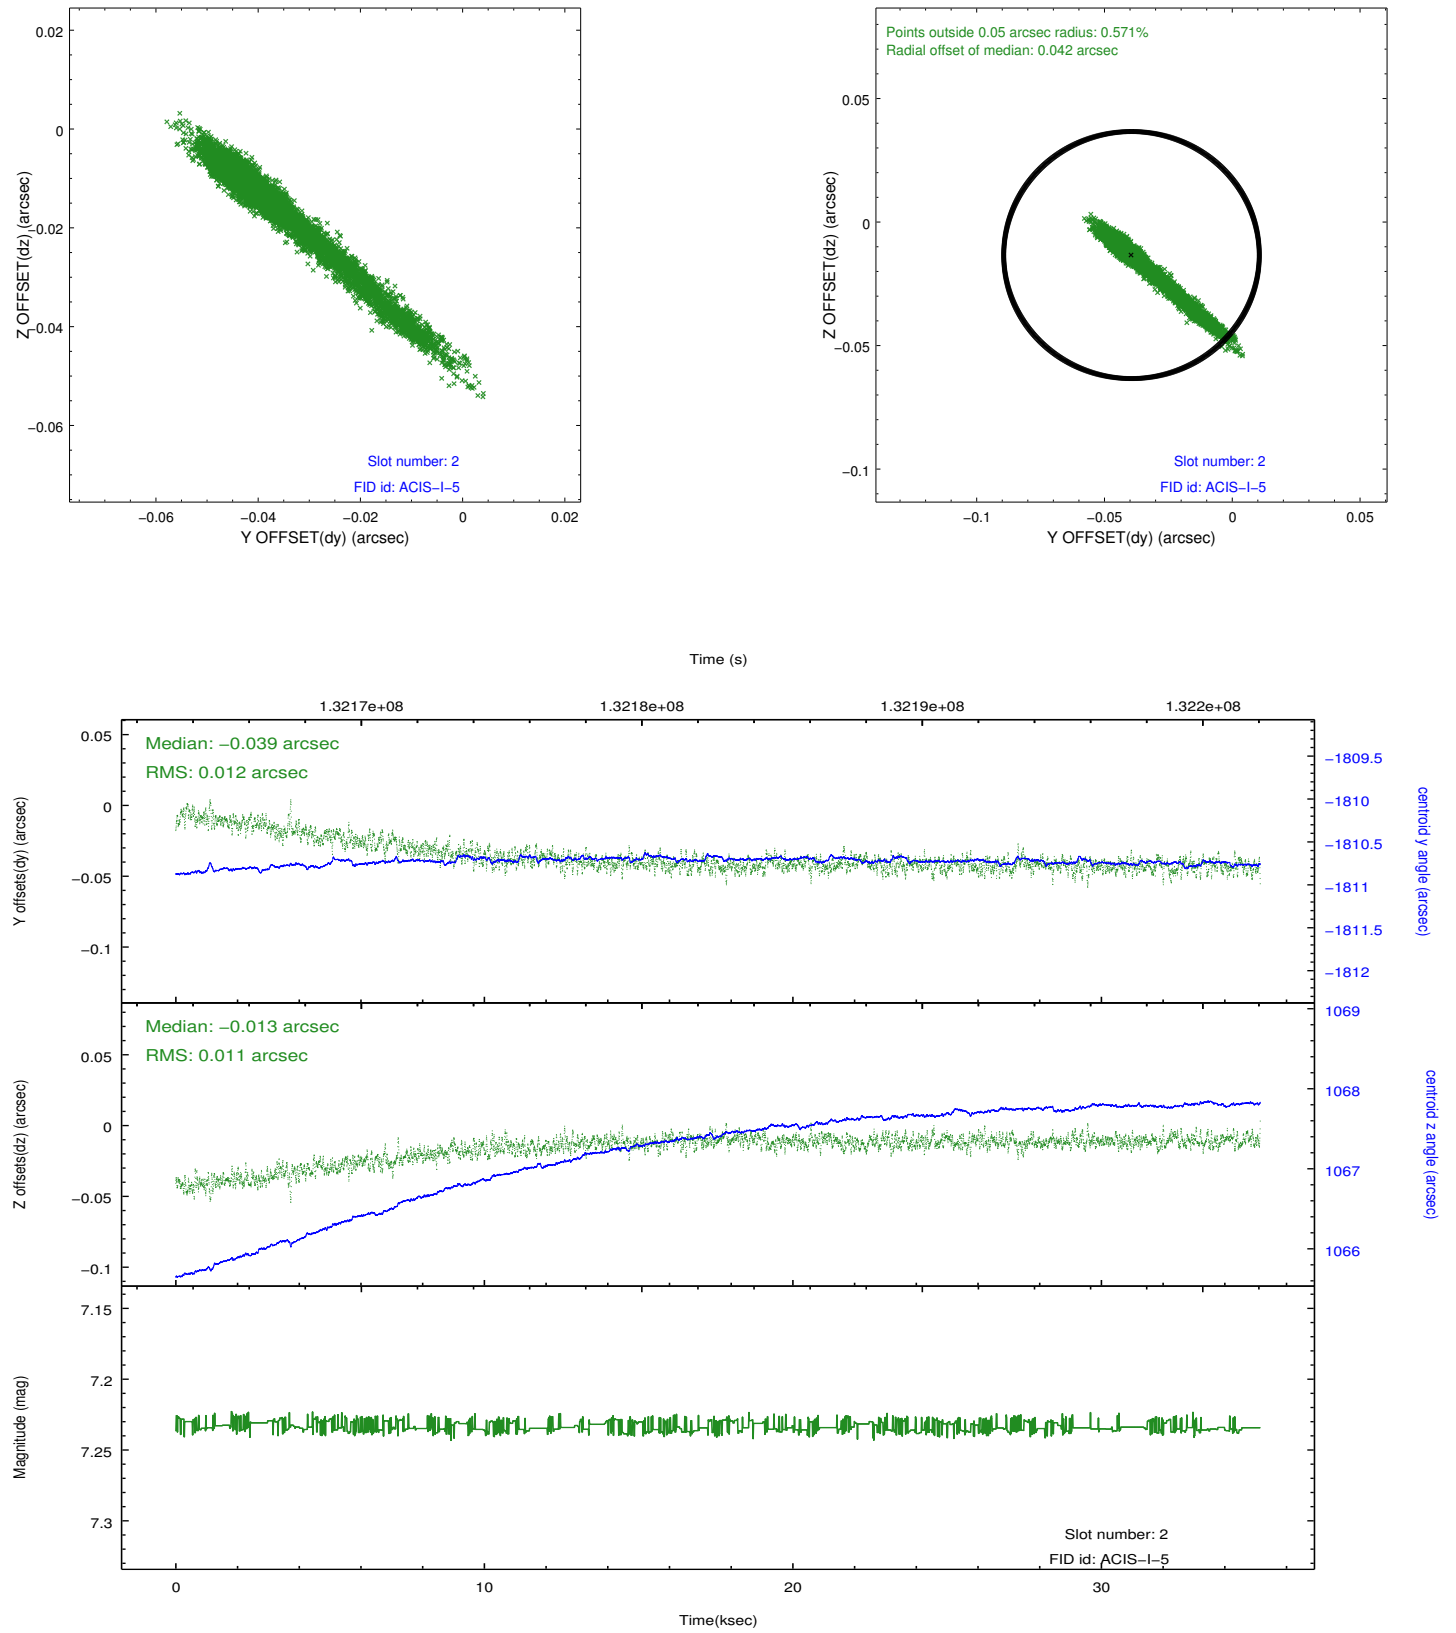 0.02
0
−0.02
−0.04
−0.06
Z OFFSET(dz) (arcsec)
Slot number: 2
FID id: ACIS−I−5
−0.06
−0.04
−0.02
0
0.02
Y OFFSET(dy) (arcsec)
Points outside 0.05 arcsec radius: 0.571%
Radial offset of median: 0.042 arcsec
0.05
0
−0.05
−0.1
Z OFFSET(dz) (arcsec)
Slot number: 2
FID id: ACIS−I−5
−0.1
−0.05
0
0.05
Y OFFSET(dy) (arcsec)
Time (s)
1.3217e+08
1.3218e+08
1.3219e+08
1.322e+08
Median: −0.039 arcsec
RMS: 0.012 arcsec
0.05
0
−0.05
−0.1
Y offsets(dy) (arcsec)
−1809.5
−1810
−1810.5
−1811
−1811.5
−1812
centroid y angle (arcsec)
Median: −0.013 arcsec
RMS: 0.011 arcsec
0.05
0
−0.05
−0.1
Z offsets(dz) (arcsec)
1069
1068
1067
1066
centroid z angle (arcsec)
7.15
7.2
7.25
7.3
Magnitude (mag)
Slot number: 2
FID id: ACIS−I−5
0
10
20
30
Time(ksec)